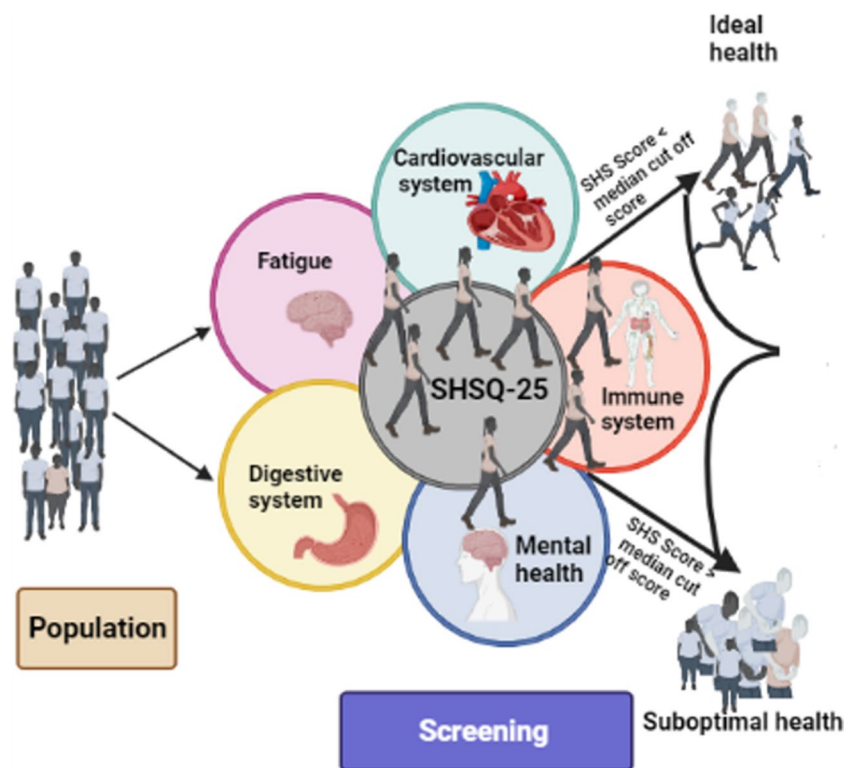 Ideal
health
SHS Score <
median cut off
score
Cardiovascular
system
Fatigue
SHSQ-25
Immune
system
Digestive
system
Mental
health
SHS Score >
median cut
off score
Population
Screening
Suboptimal health